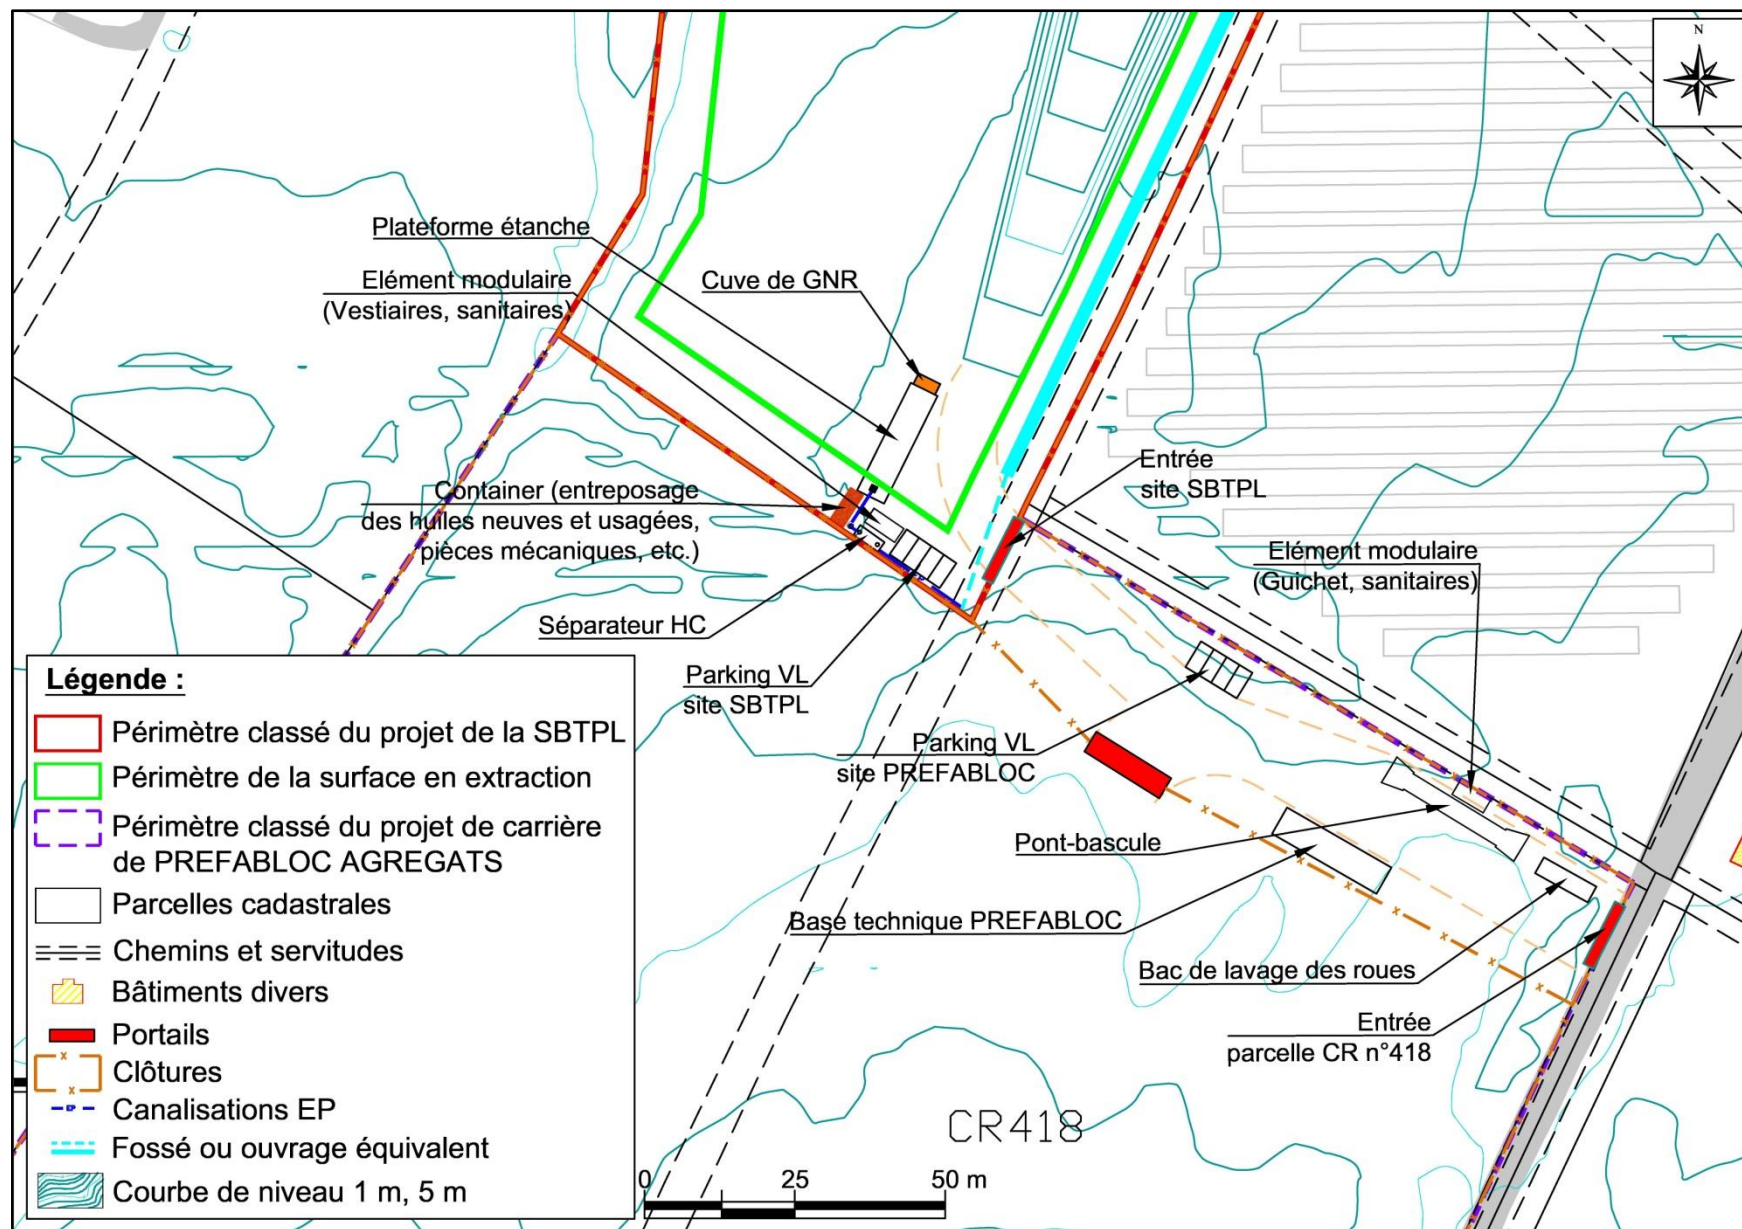 N
Plateforme étanche
Elément modulaire
(Vestiaires, sanitaires)
Cuve de GNR
Entrée
site SBTPL
Container (entreposage
des huiles neuves et usagées,
pièces mécaniques, etc.)
Elément modulaire
(Guichet, sanitaires)
Séparateur HC
Parking VL
site SBTPL
Parking VL
site PREFABLOC
Pont-bascule
Base technique PREFABLOC
Bac de lavage des roues
Entrée
parcelle CR n°418
CR418
0 25 50 m
Légende :
Périmètre classé du projet de la SBTPL
Périmètre de la surface en extraction
Périmètre classé du projet de carrière
de PREFABLOC AGREGATS
Parcelles cadastrales
Chemins et servitudes
Bâtiments divers
Portails
Clôtures
EP
Canalisations EP
Fossé ou ouvrage équivalent
Courbe de niveau 1 m, 5 m